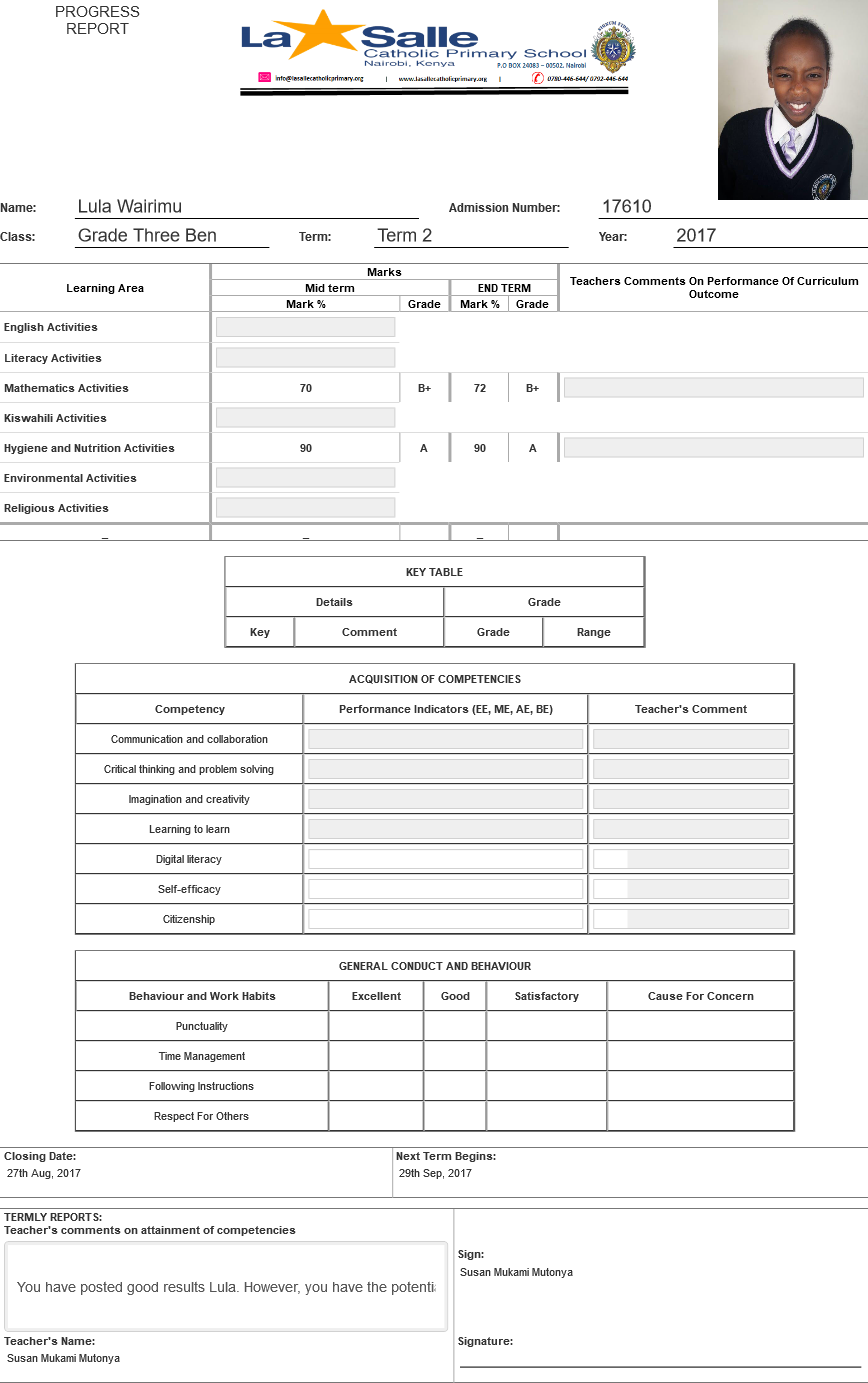 PROGRESS
REPORT
La Salle
Catholic Primary School
Nairobi, Kenya
P.O BOX 24083 – 00502, Nairobi
info@lasallecatholicprimary.org | www.lasallecatholicprimary.org | 0780-446-644/ 0792-446-644
Name: Lula Wairimu Admission Number: 17610
Class: Grade Three Ben Term: Term 2 Year: 2017
Learning Area Marks Teachers Comments On Performance Of Curriculum Outcome
Mid term END TERM
Mark % Grade Mark % Grade
English Activities
Literacy Activities
Mathematics Activities 70 B+ 72 B+
Kiswahili Activities
Hygiene and Nutrition Activities 90 A 90 A
Environmental Activities
Religious Activities
– – –
KEY TABLE
Details Grade
Key Comment Grade Range
ACQUISITION OF COMPETENCIES
Competency Performance Indicators (EE, ME, AE, BE) Teacher's Comment
Communication and collaboration
Critical thinking and problem solving
Imagination and creativity
Learning to learn
Digital literacy
Self-efficacy
Citizenship
GENERAL CONDUCT AND BEHAVIOUR
Behaviour and Work Habits Excellent Good Satisfactory Cause For Concern
Punctuality
Time Management
Following Instructions
Respect For Others
Closing Date: Next Term Begins:
27th Aug, 2017 29th Sep, 2017
TERMLY REPORTS:
Teacher's comments on attainment of competencies
You have posted good results Lula. However, you have the potenti
Sign:
Susan Mukami Mutonya
Teacher's Name: Signature:
Susan Mukami Mutonya